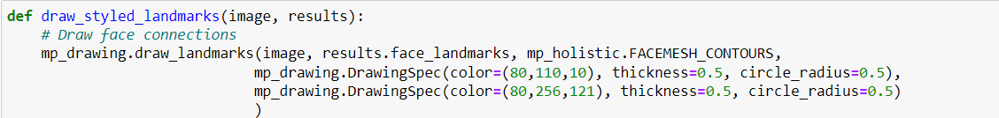 def draw_styled_landmarks(image, results):
    # Draw face connections
    mp_drawing.draw_landmarks(image, results.face_landmarks, mp_holistic.FACEMESH_CONTOURS,
                              mp_drawing.DrawingSpec(color=(80,110,10), thickness=0.5, circle_radius=0.5),
                              mp_drawing.DrawingSpec(color=(80,256,121), thickness=0.5, circle_radius=0.5)
                              )